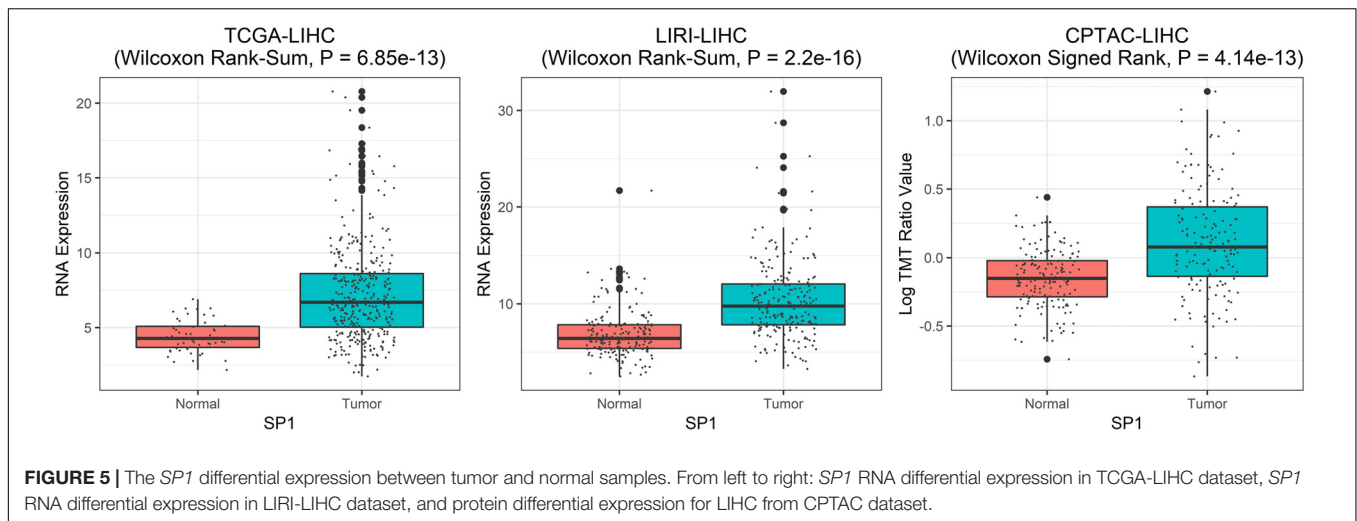 TCGA-LIHC
(Wilcoxon Rank-Sum, P = 6.85e-13)
RNA Expression
20
15
10
5
Normal
Tumor
SP1
LIRI-LIHC
(Wilcoxon Rank-Sum, P = 2.2e-16)
RNA Expression
30
20
10
Normal
Tumor
SP1
CPTAC-LIHC
(Wilcoxon Signed Rank, P = 4.14e-13)
Log TMT Ratio Value
1.0
0.5
0.0
-0.5
Normal
Tumor
SP1
FIGURE 5 | The SP1 differential expression between tumor and normal samples. From left to right: SP1 RNA differential expression in TCGA-LIHC dataset, SP1
RNA differential expression in LIRI-LIHC dataset, and protein differential expression for LIHC from CPTAC dataset.